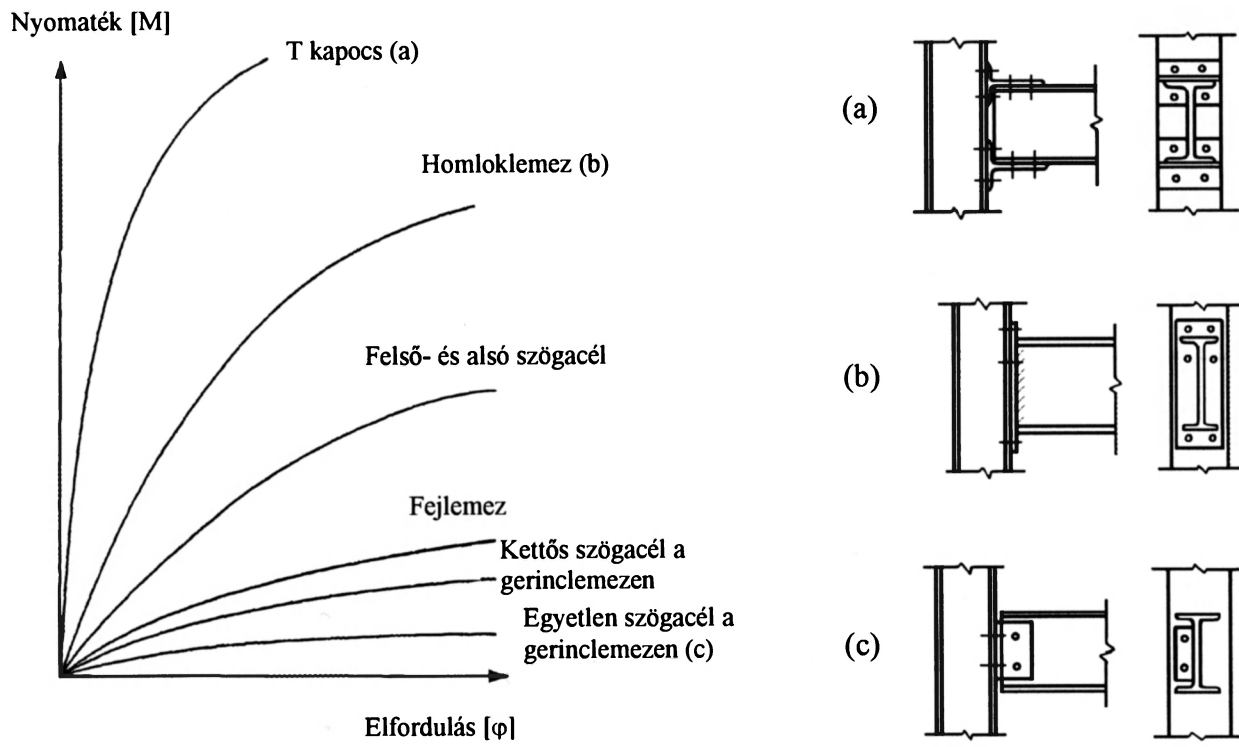 Nyomaték [M]
T kapocs (a)
Homloklemez (b)
Felső- és alsó szögacél
Fejlemez
Kettős szögacél a
gerinclemezen
Egyetlen szögacél a
gerinclemezen (c)
Elfordulás [φ]
(a)
(b)
(c)